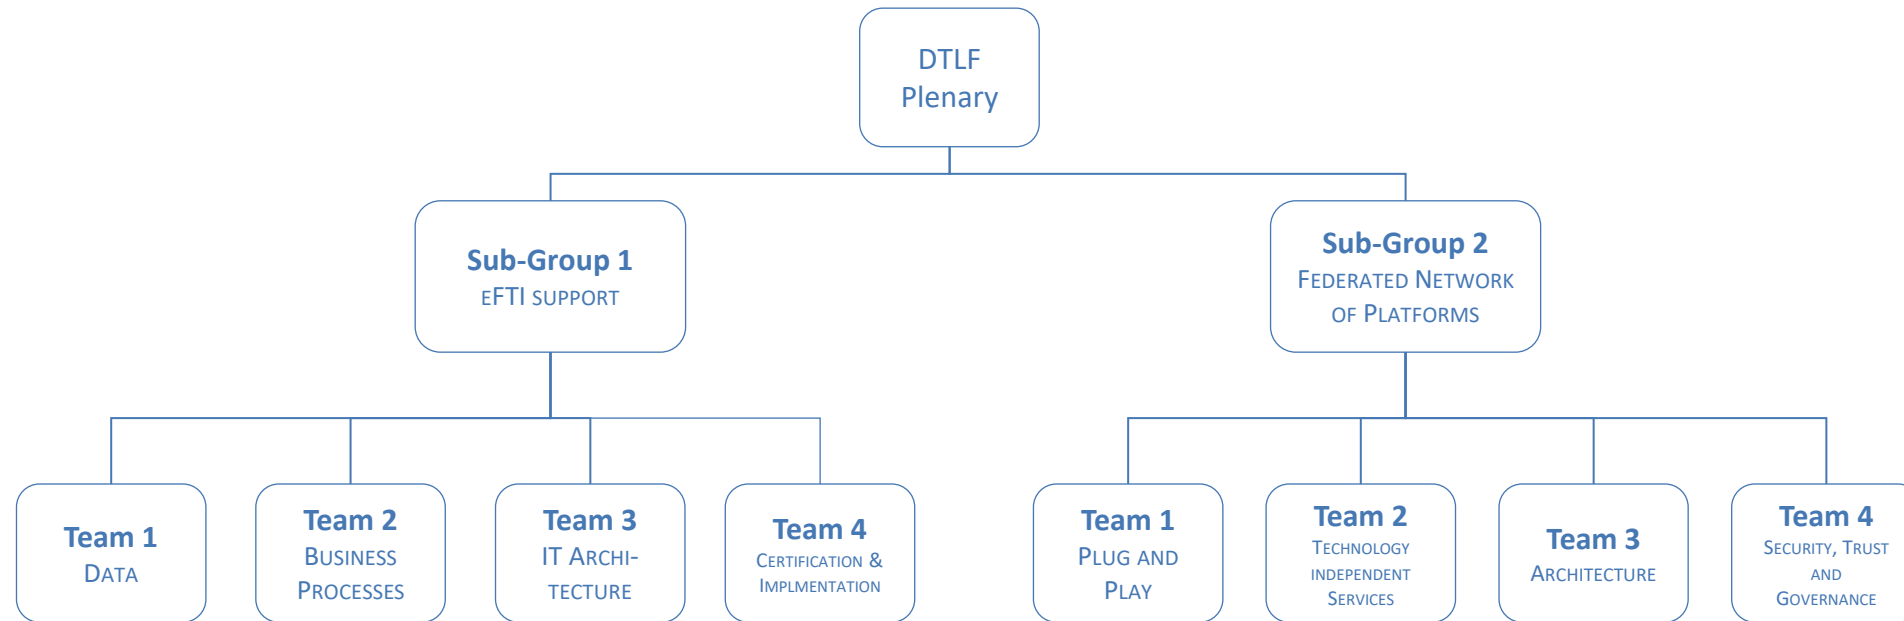 DTLF
Plenary
Sub-Group 1
eFTI support
Sub-Group 2
Federated Network
of Platforms
Team 1
Data
Team 2
Business
Processes
Team 3
IT Archi-
tecture
Team 4
Certification &
Implmentation
Team 1
Plug and
Play
Team 2
Technology
independent
Services
Team 3
Architecture
Team 4
Security, Trust
and
Governance